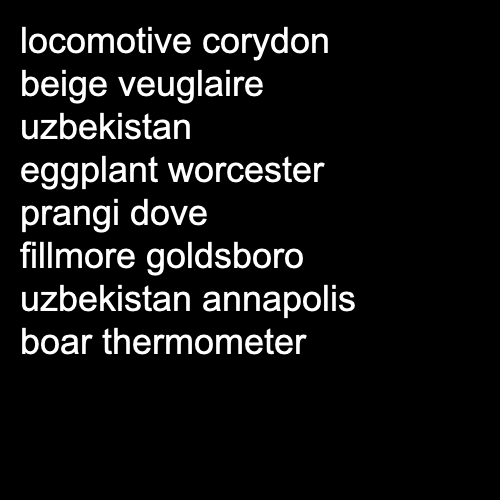 locomotive corydon
beige veuglaire
uzbekistan
eggplant worcester
prangi dove
fillmore goldsboro
uzbekistan annapolis
boar thermometer